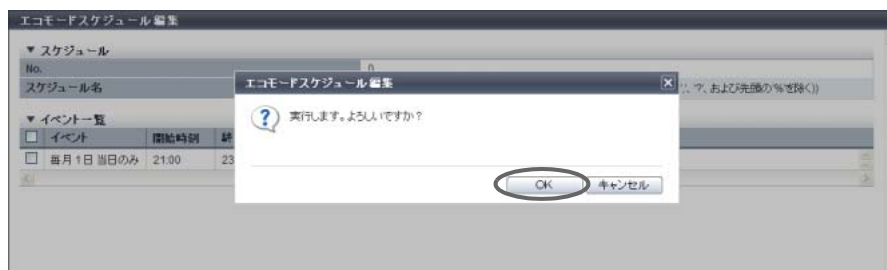 エコモードスケジュール編集
▼ スケジュール
No. 0
スケジュール名
'?', および先頭の%を除く))
エコモードスケジュール編集
実行します。よろしいですか?
OK キャンセル
▼ イベント一覧
イベント 開始時刻 終
毎月1日 当日のみ 21:00 23